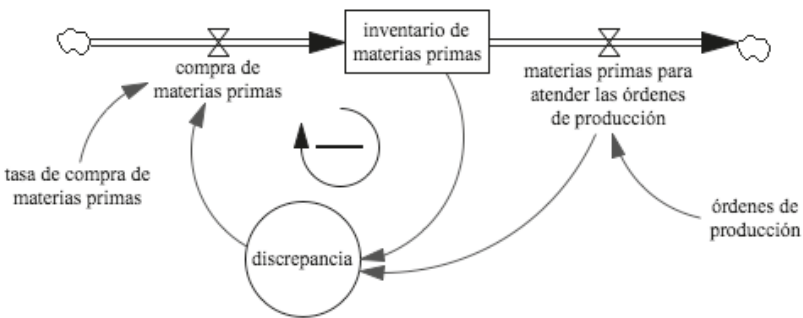 inventario de
materias primas
compra de
materias primas
materias primas para
atender las órdenes
de producción
tasa de compra de
materias primas
órdenes de
producción
discrepancia